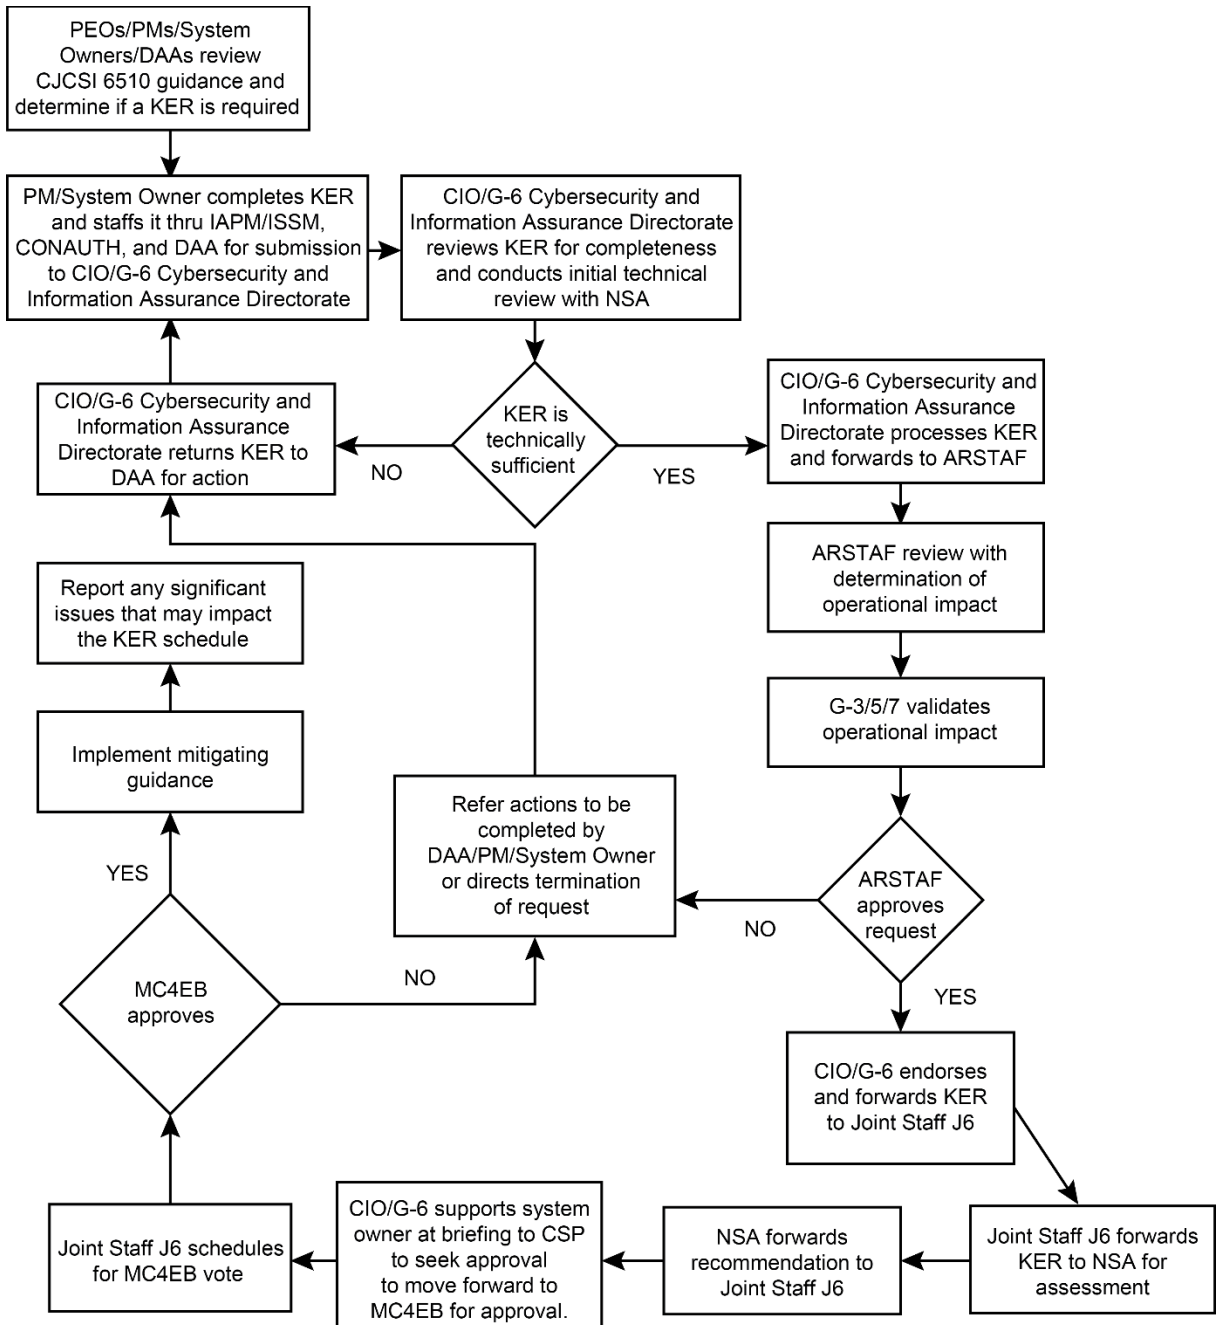 PEOs/PMs/System
Owners/DAAs review
CJCSI 6510 guidance and
determine if a KER is required
PM/System Owner completes KER
and staffs it thru IAPM/ISSM,
CONAUTH, and DAA for submission
to CIO/G-6 Cybersecurity and
Information Assurance Directorate
CIO/G-6 Cybersecurity and
Information Assurance Directorate
reviews KER for completeness
and conducts initial technical
review with NSA
KER is
technically
sufficient
NO
YES
CIO/G-6 Cybersecurity and
Information Assurance
Directorate returns KER to
DAA for action
CIO/G-6 Cybersecurity and
Information Assurance
Directorate processes KER
and forwards to ARSTAF
ARSTAF review with
determination of
operational impact
G-3/5/7 validates
operational impact
ARSTAF
approves
request
NO
YES
Refer actions to be
completed by
DAA/PM/System Owner
or directs termination
of request
CIO/G-6 endorses
and forwards KER
to Joint Staff J6
Joint Staff J6 forwards
KER to NSA for
assessment
NSA forwards
recommendation to
Joint Staff J6
CIO/G-6 supports system
owner at briefing to CSP
to seek approval
to move forward to
MC4EB for approval.
Joint Staff J6 schedules
for MC4EB vote
MC4EB
approves
NO
YES
Implement mitigating
guidance
Report any significant
issues that may impact
the KER schedule